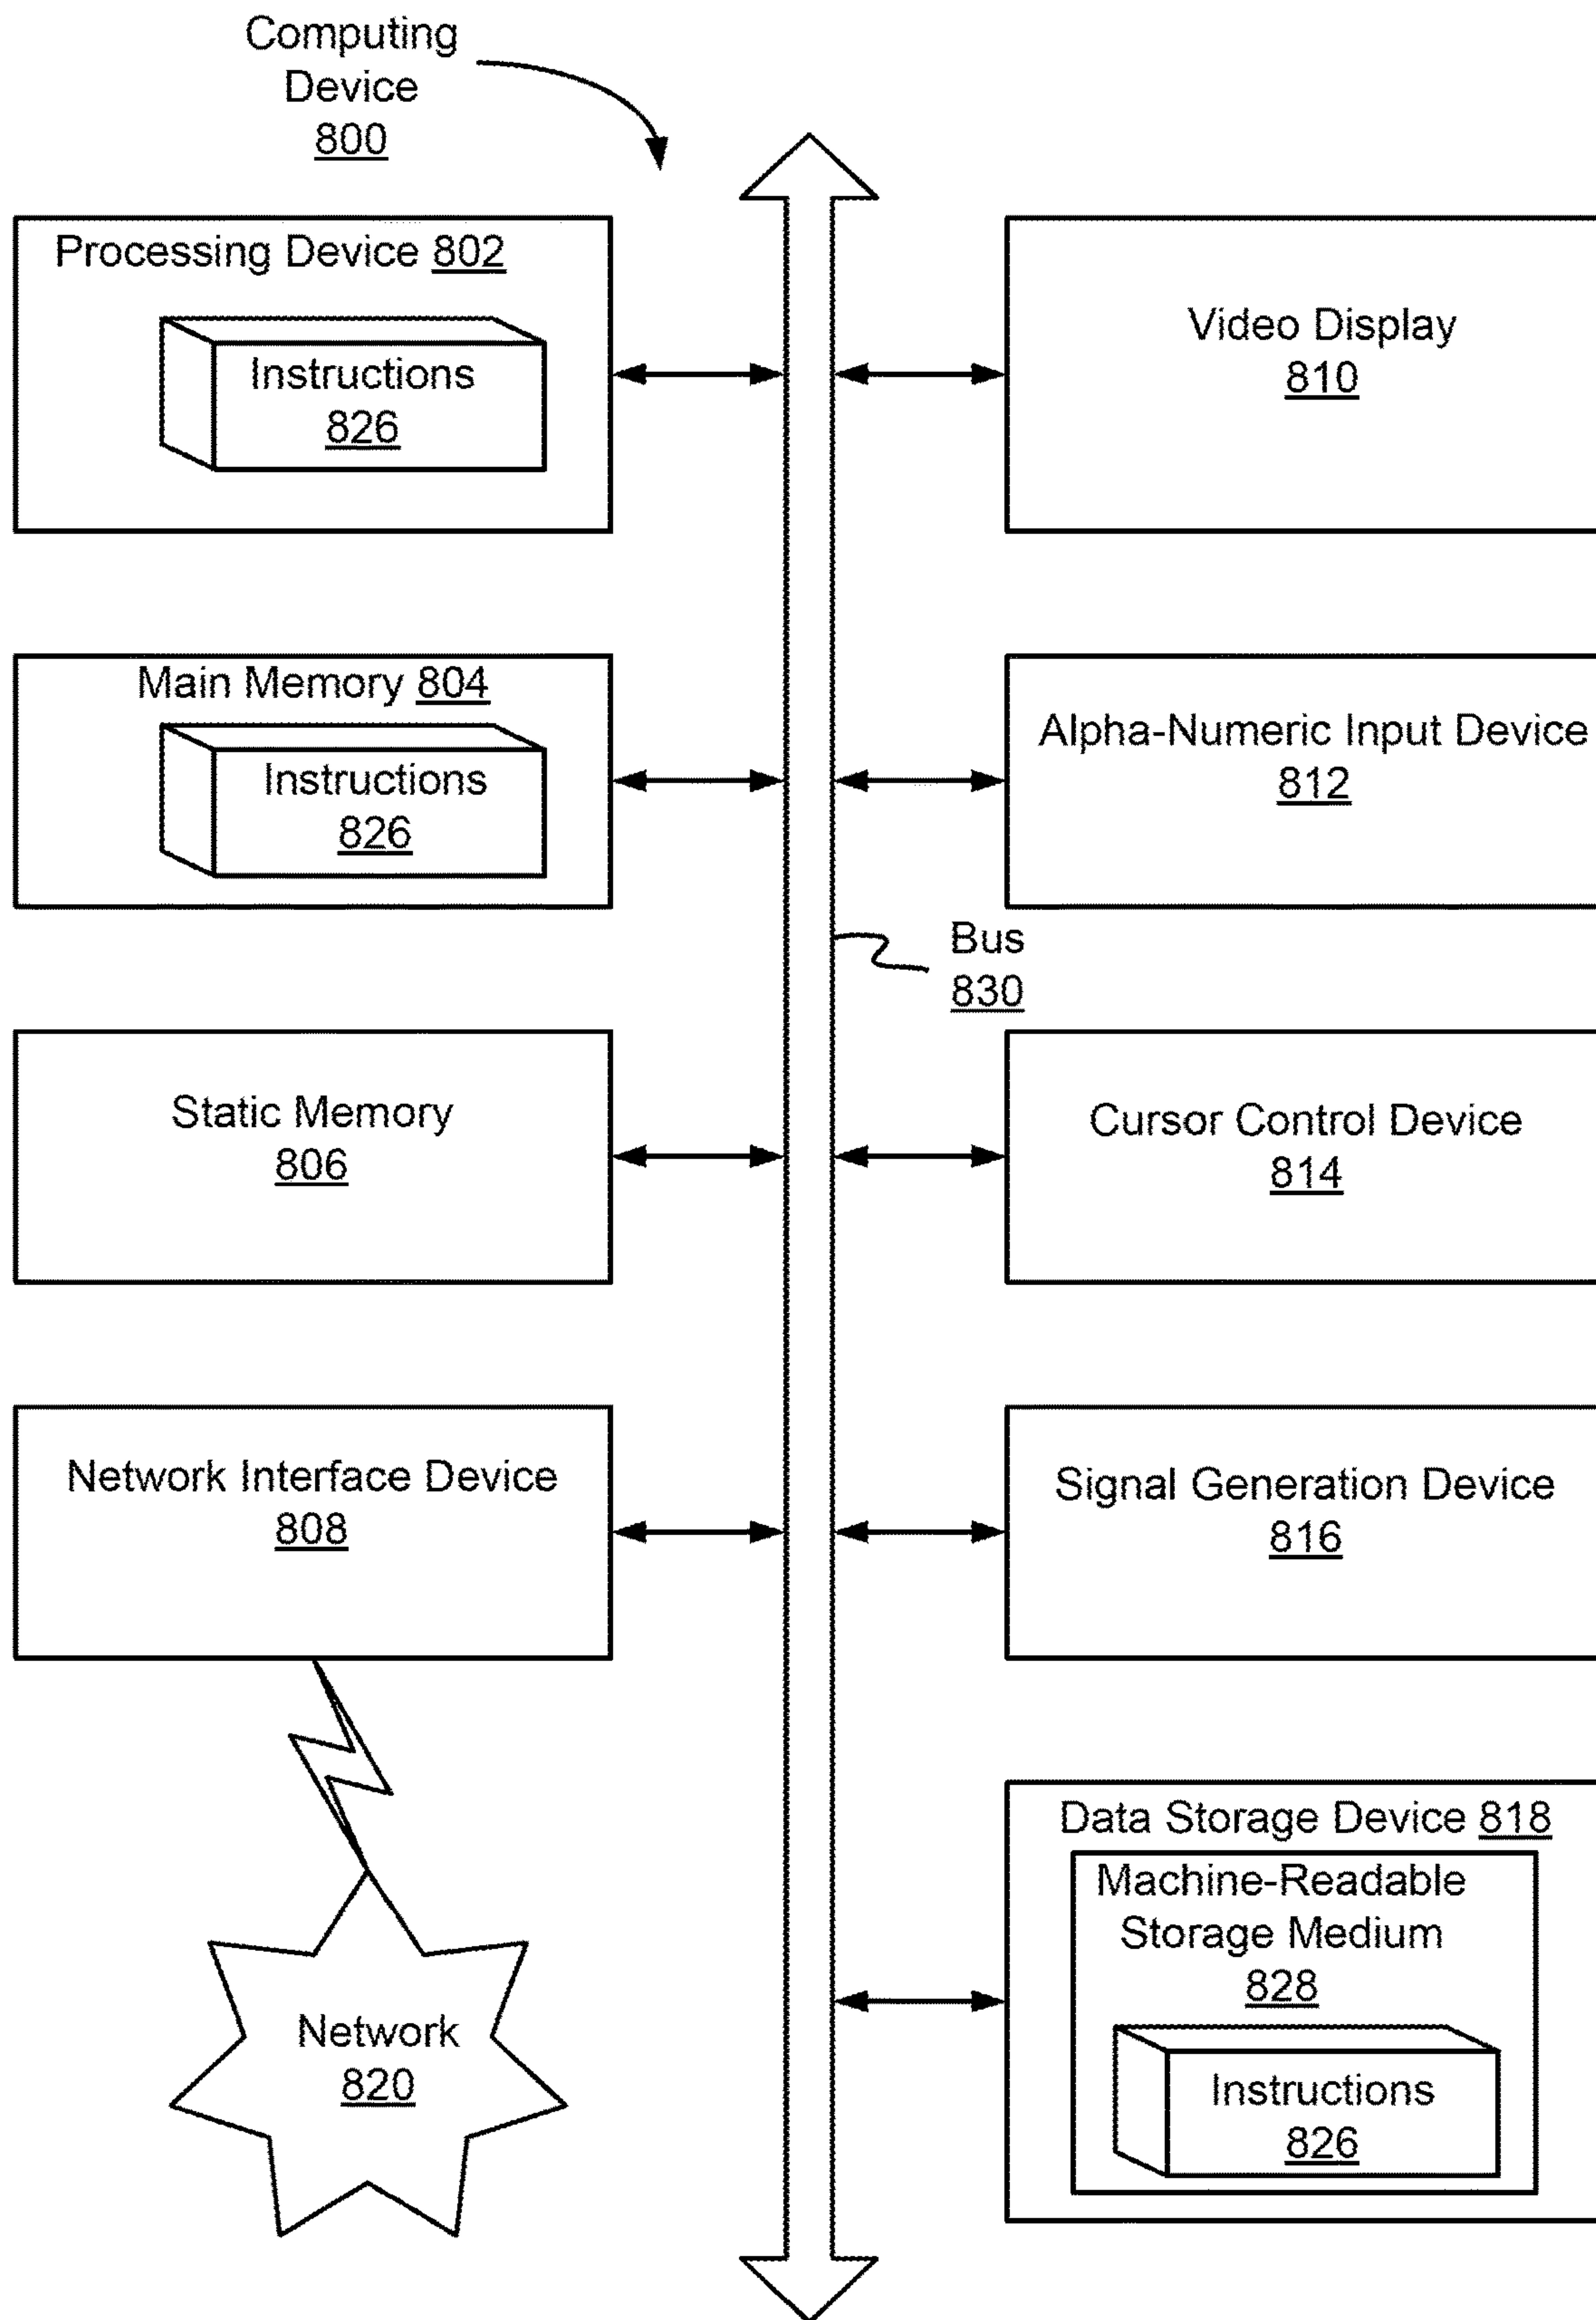 Computing
Device
800
Processing Device 802
Instructions
826
Video Display
810
Main Memory 804
Instructions
826
Alpha-Numeric Input Device
812
Bus
830
Static Memory
806
Cursor Control Device
814
Network Interface Device
808
Signal Generation Device
816
Data Storage Device 818
Machine-Readable
Storage Medium
828
Instructions
826
Network
820